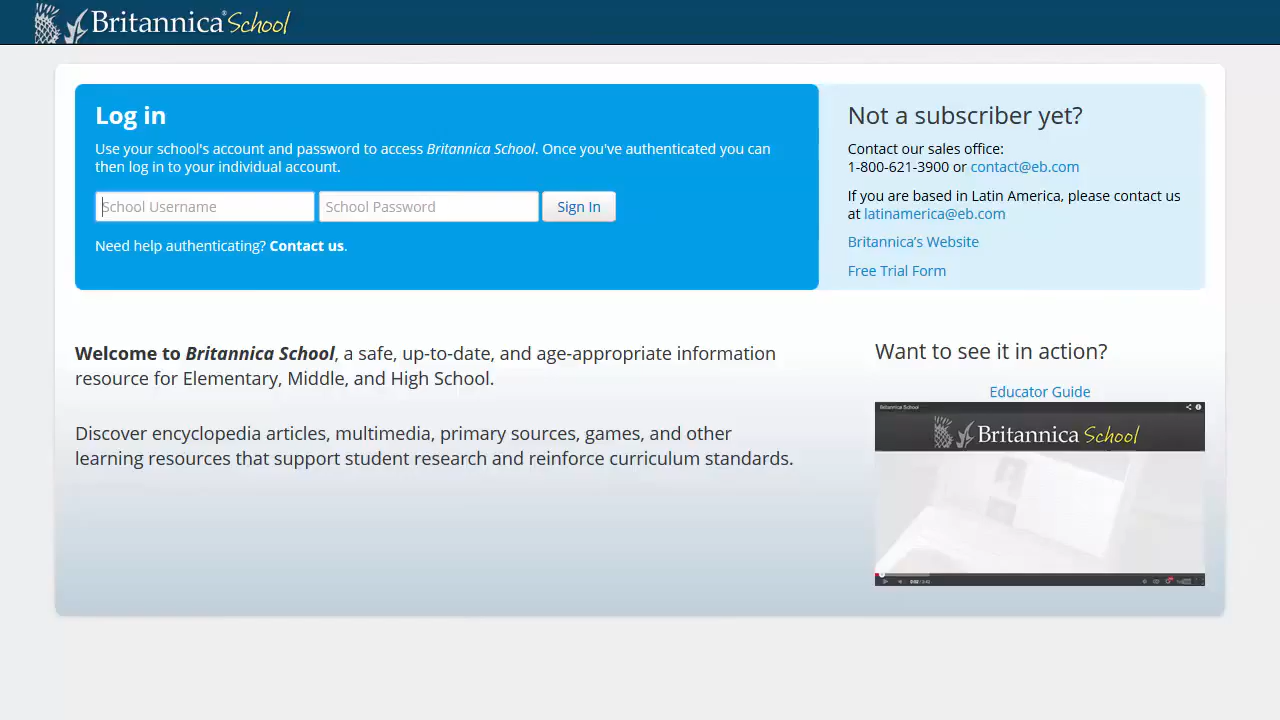 Britannica® School
Log in
Use your school's account and password to access Britannica School. Once you've authenticated you can
then log in to your individual account.
School Username
School Password
Sign In
Need help authenticating? Contact us.
Not a subscriber yet?
Contact our sales office:
1-800-621-3900 or contact@eb.com
If you are based in Latin America, please contact us
at latinamerica@eb.com
Britannica’s Website
Free Trial Form
Welcome to Britannica School, a safe, up-to-date, and age-appropriate information
resource for Elementary, Middle, and High School.
Discover encyclopedia articles, multimedia, primary sources, games, and other
learning resources that support student research and reinforce curriculum standards.
Want to see it in action?
Educator Guide
Britannica School
Britannica School